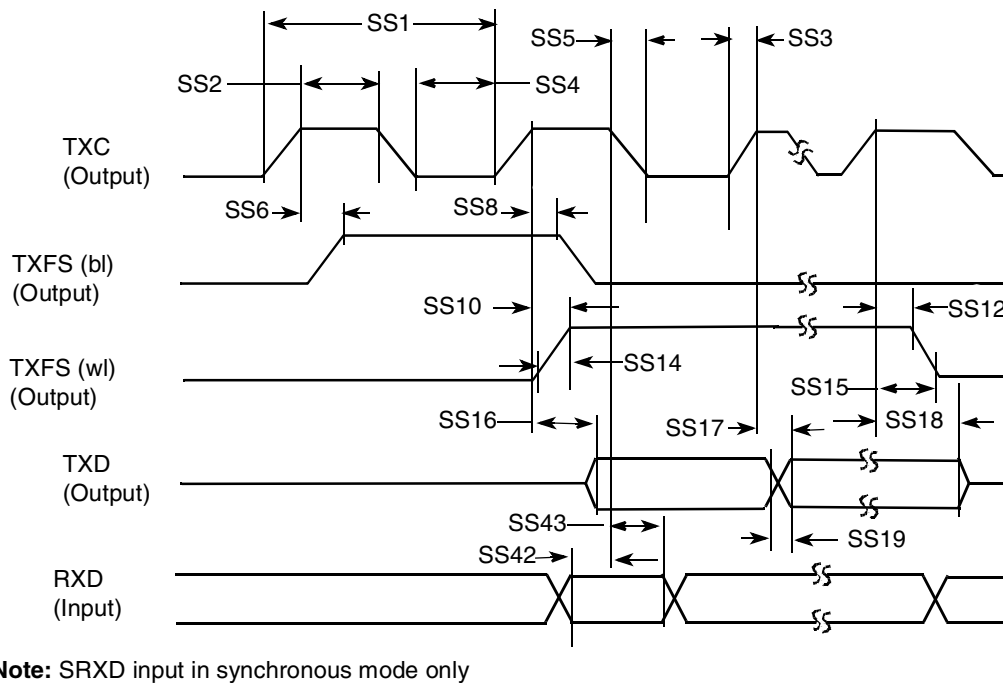 SS1
SS5
SS3
SS2
SS4
TXC
(Output)
SS6
SS8
TXFS (bl)
(Output)
SS10
SS12
TXFS (wl)
(Output)
SS14
SS15
SS16
SS17
SS18
TXD
(Output)
SS43
SS19
SS42
RXD
(Input)
Note: SRXD input in synchronous mode only